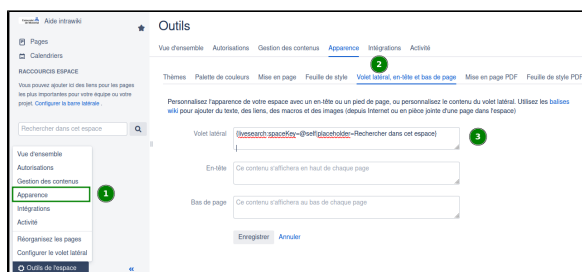 Aide intrawiki
Pages
Calendriers
RACCOURCIS ESPACE
Vous pouvez ajouter ici des liens pour les pages
les plus importantes pour votre équipe ou votre
projet. Configurer la barre latérale .
Rechercher dans cet espace
Vue d'ensemble
Autorisations
Gestion des contenus
Apparence
1
Intégrations
Activité
Réorganisez les pages
Configurer le volet latéral
Outils de l'espace
«
Outils
Vue d'ensemble Autorisations Gestion des contenus Apparence Intégrations Activité
2
Thèmes Palette de couleurs Mise en page Feuille de style Volet latéral, en-tête et bas de page Mise en page PDF Feuille de style PDF
Personnalisez l'apparence de votre espace avec un en-tête ou un pied de page, ou personnalisez le contenu du volet latéral. Utilisez les balises
wiki pour ajouter du texte, des liens, des macros et des images (depuis Internet ou en pièce jointe d'une page dans l'espace)
Volet latéral {livesearch:spaceKey=@self|placeholder=Rechercher dans cet espace}
3
En-tête Ce contenu s'affichera en haut de chaque page
Bas de page Ce contenu s'affichera au bas de chaque page
Enregistrer Annuler